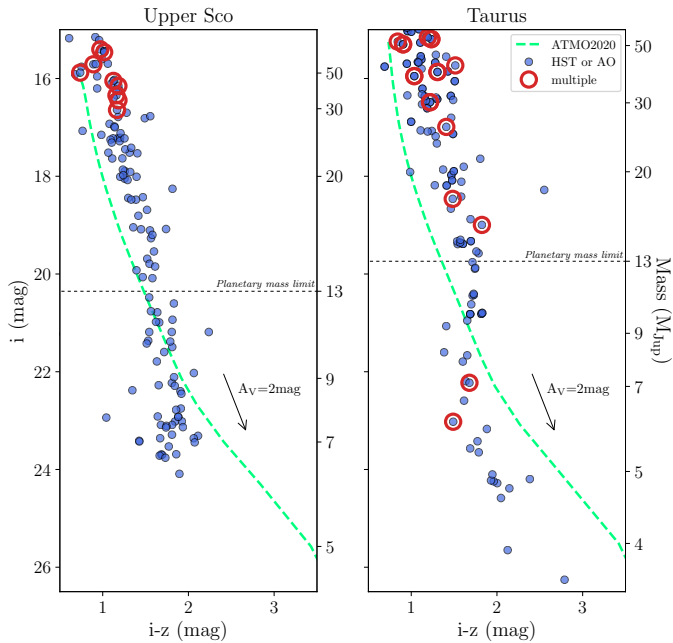 Upper Sco
Taurus
ATMO2020
HST or AO
multiple
16
18
20
22
24
26
i (mag)
50
30
20
13
9
7
5
Planetary mass limit
A_V=2mag
1
2
3
i-z (mag)
50
30
20
13
9
7
5
4
Mass (M_Jup)
Planetary mass limit
A_V=2mag
1
2
3
i-z (mag)